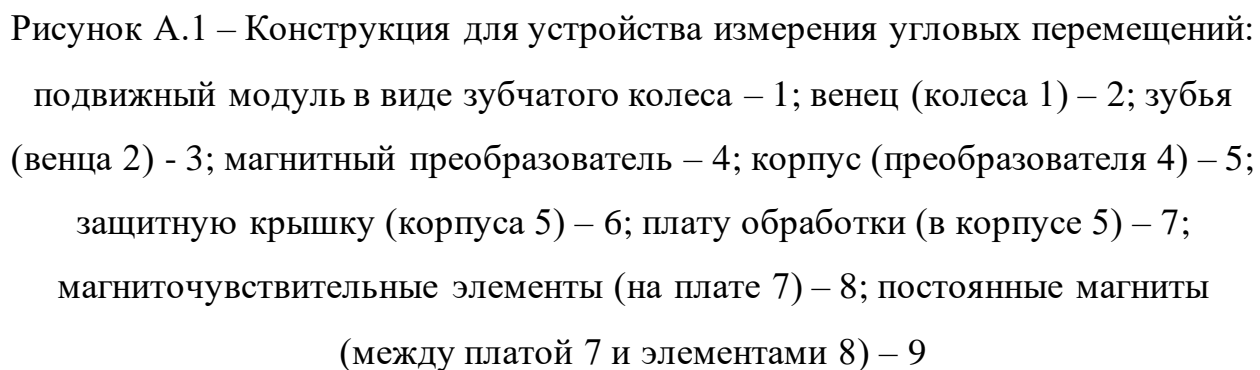 Рисунок А.1 – Конструкция для устройства измерения угловых перемещений:
подвижный модуль в виде зубчатого колеса – 1; венец (колеса 1) – 2; зубья
(венца 2) - 3; магнитный преобразователь – 4; корпус (преобразователя 4) – 5;
защитную крышку (корпуса 5) – 6; плату обработки (в корпусе 5) – 7;
магниточувствительные элементы (на плате 7) – 8; постоянные магниты
(между платой 7 и элементами 8) – 9